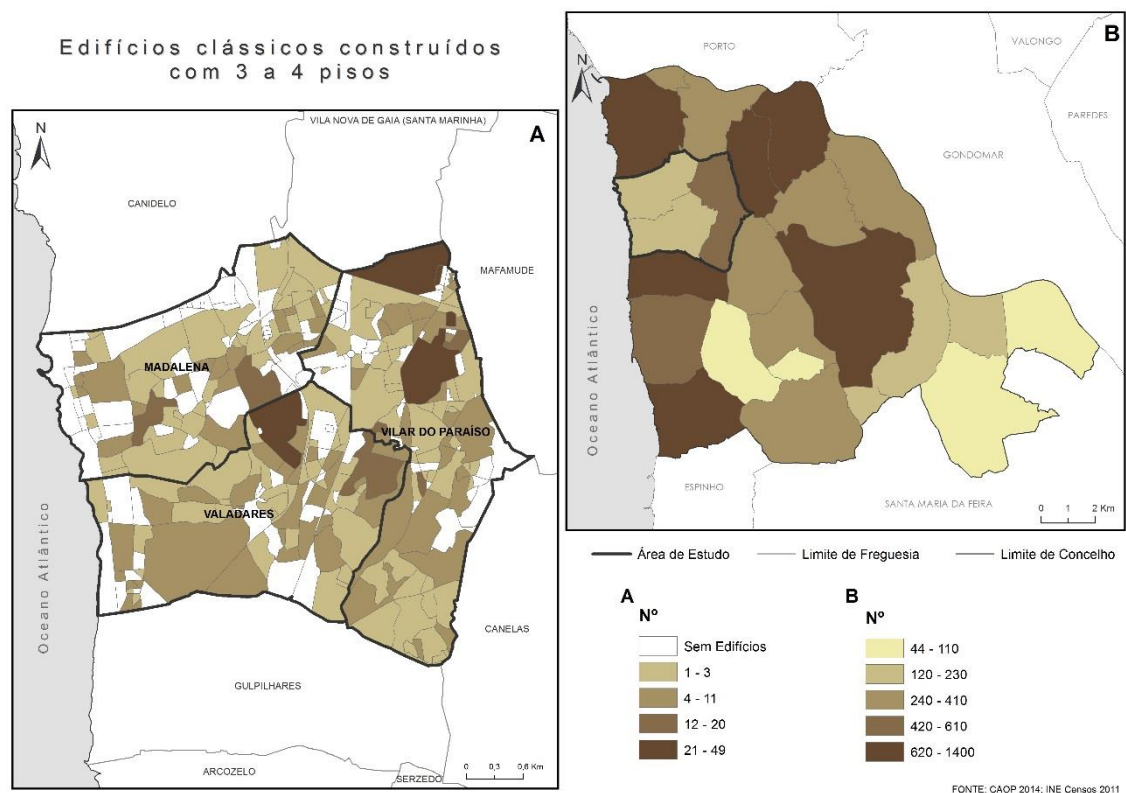 Edifícios clássicos construídos
com 3 a 4 pisos
A
N
VILA NOVA DE GAIA (SANTA MARINHA)
CANIDELO
MAFAMUDE
MADALENA
VILAR DO PARAÍSO
VALADARES
Oceano Atlântico
CANELAS
GULPILHARES
ARCOZELO
SERZEDO
0 0,3 0,6 Km
B
N
PORTO
VALONGO
PAREDES
GONDOMAR
Oceano Atlântico
ESPINHO
SANTA MARIA DA FEIRA
0 1 2 Km
Área de Estudo
Limite de Freguesia
Limite de Concelho
A
Nº
Sem Edifícios
1 - 3
4 - 11
12 - 20
21 - 49
B
Nº
44 - 110
120 - 230
240 - 410
420 - 610
620 - 1400
FONTE: CAOP 2014; INE Censos 2011